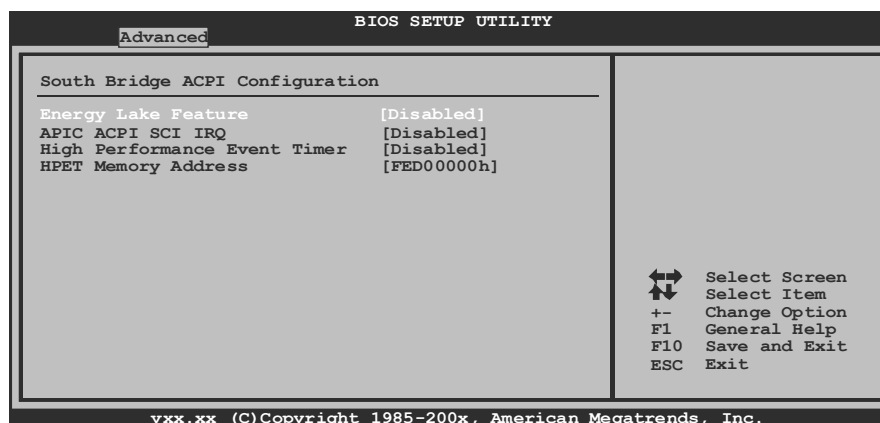 BIOS SETUP UTILITY
Advanced
South Bridge ACPI Configuration
Energy Lake Feature [Disabled]
APIC ACPI SCI IRQ [Disabled]
High Performance Event Timer [Disabled]
HPET Memory Address [FED00000h]
Select Screen
Select Item
+- Change Option
F1 General Help
F10 Save and Exit
ESC Exit
vxx.xx (C)Copyright 1985-200x, American Megatrends, Inc.